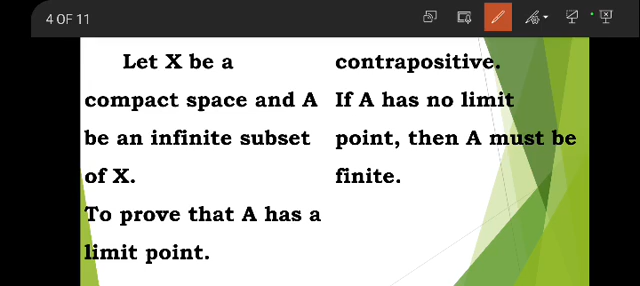 4 OF 11
Let X be a
compact space and A
be an infinite subset
of X.
To prove that A has a
limit point.
contrapositive.
If A has no limit
point, then A must be
finite.